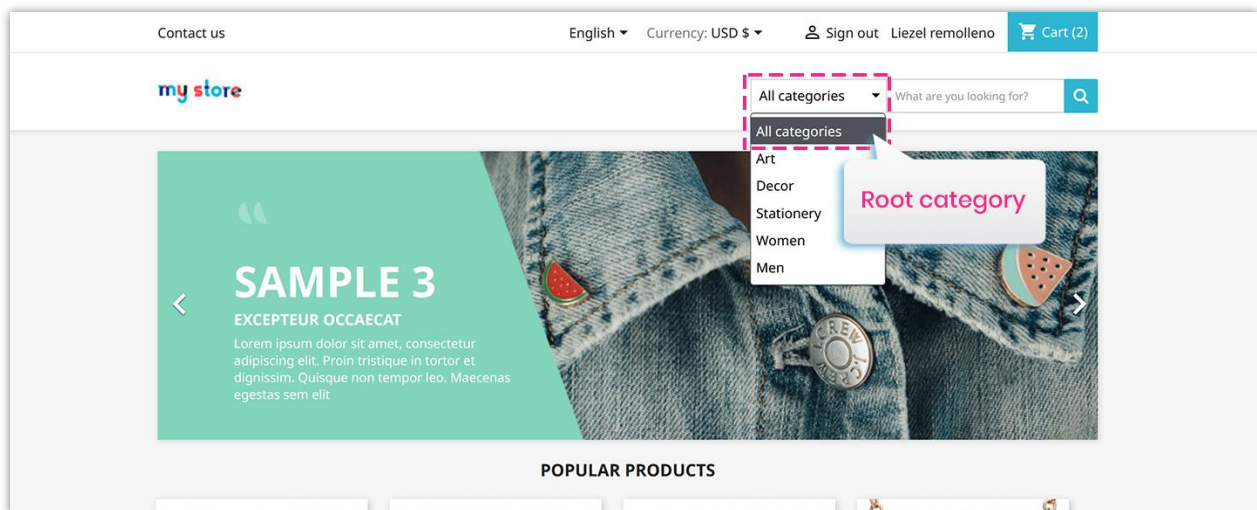 Contact us
English
Currency: USD $
Sign out
Liezel remolleno
Cart (2)
my store
All categories
What are you looking for?
All categories
Art
Decor
Stationery
Women
Men
Root category
“
SAMPLE 3
EXCEPTEUR OCCAECAT
Lorem ipsum dolor sit amet, consectetur
adipiscing elit. Proin tristique in tortor et
dignissim. Quisque non tempor leo. Maecenas
egestas sem elit
J.CREW
J.CREW
POPULAR PRODUCTS